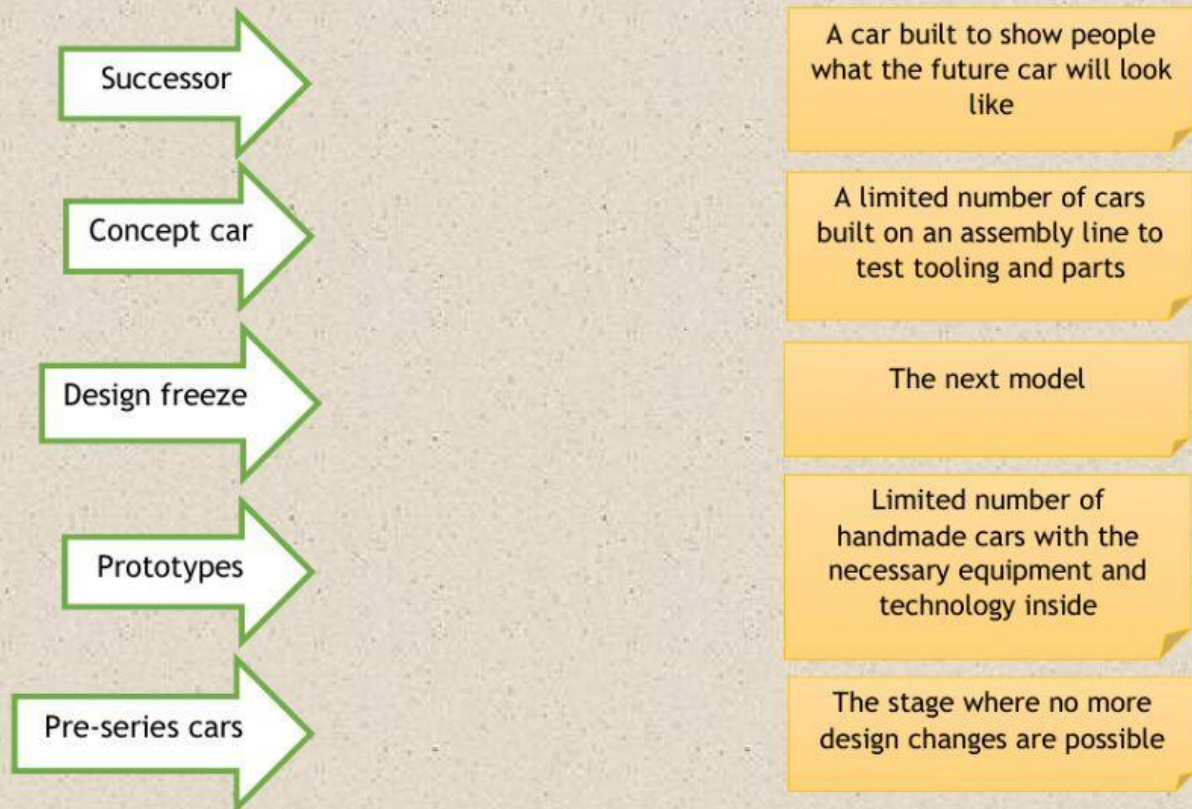 Successor
A car built to show people
what the future car will look
like
Concept car
A limited number of cars
built on an assembly line to
test tooling and parts
Design freeze
The next model
Prototypes
Limited number of
handmade cars with the
necessary equipment and
technology inside
Pre-series cars
The stage where no more
design changes are possible